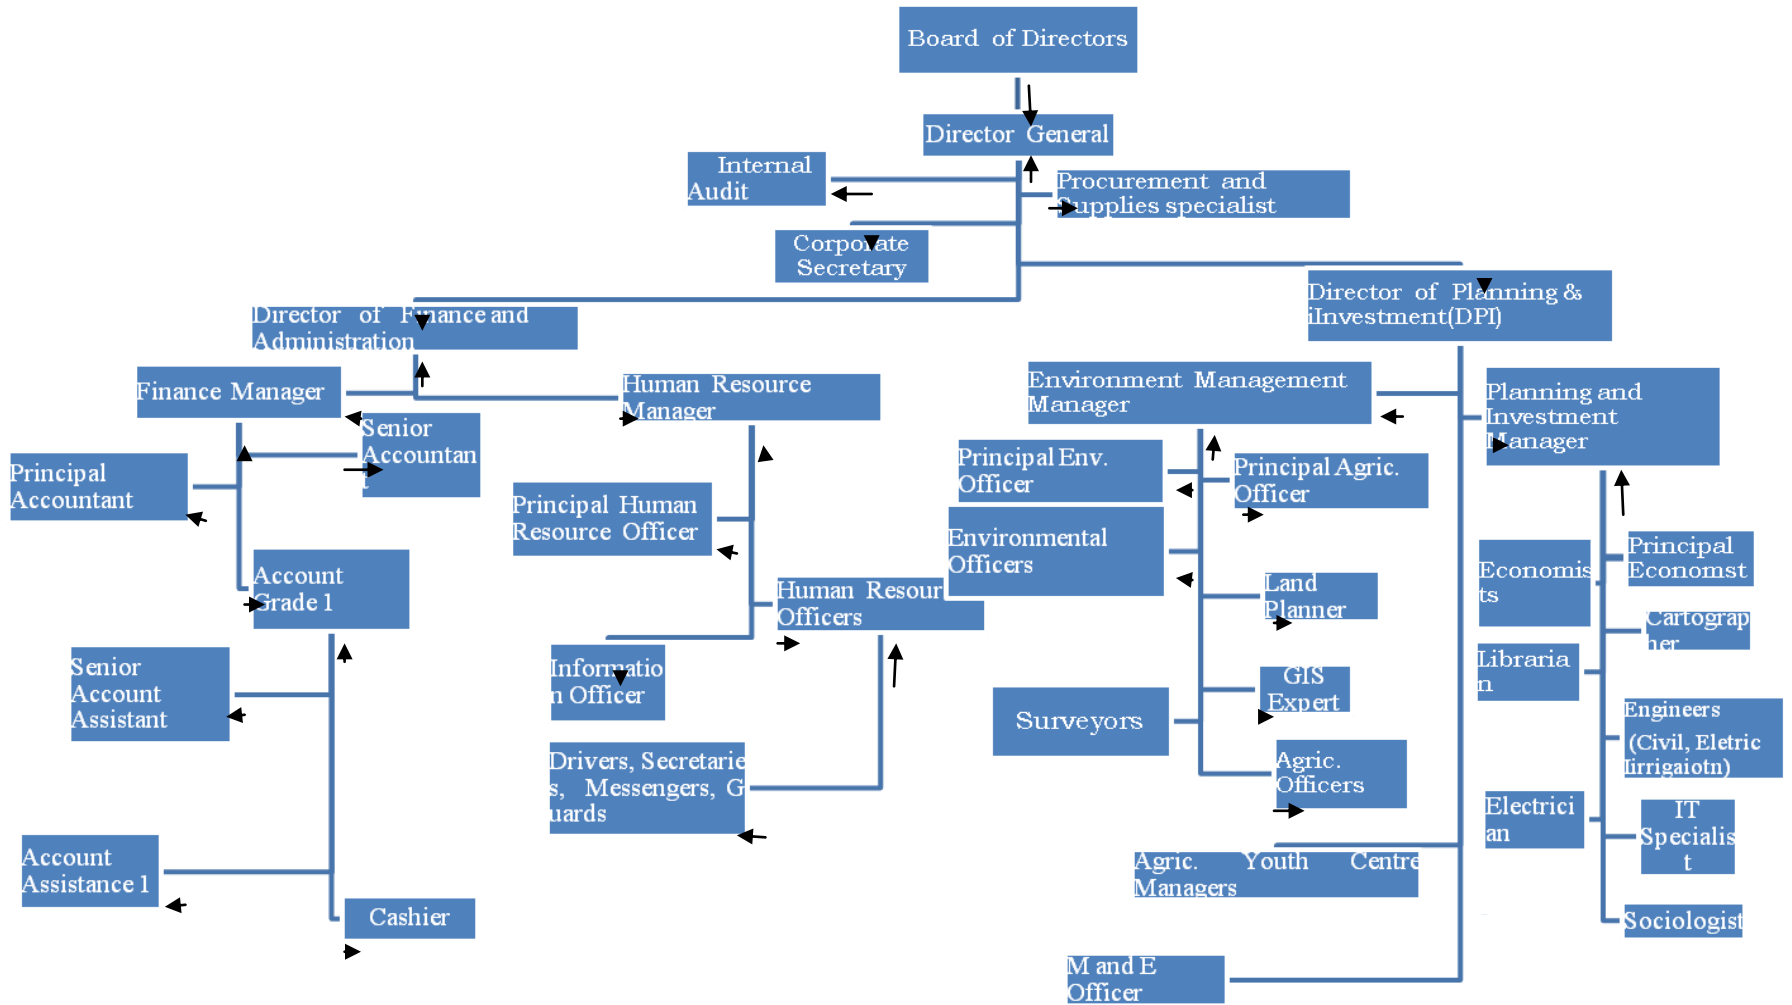 Board of Directors
Director General
Internal
Audit
Procurement and
Supplies specialist
Corporate
Secretary
Director of Planning &
iInvestment(DPI)
Director of Finance and
Administration
Finance Manager
Human Resource
Manager
Environment Management
Manager
Planning and
Investment
Manager
Senior
Accountan
t
Principal
Accountant
Principal Env.
Officer
Principal Agric.
Officer
Principal Human
Resource Officer
Environmental
Officers
Principal
Economst
Economis
ts
Account
Grade 1
Human Resour
Officers
Land
Planner
Cartograp
her
Senior
Account
Assistant
Informatio
n Officer
Libraria
n
GIS
Expert
Surveyors
Engineers
(Civil, Eletric
Iirrigaiotn)
Drivers, Secretarie
s, Messengers, G
uards
Agric.
Officers
Electrici
an
IT
Specialis
t
Account
Assistance 1
Agric. Youth Centre
Managers
Cashier
Sociologist
M and E
Officer